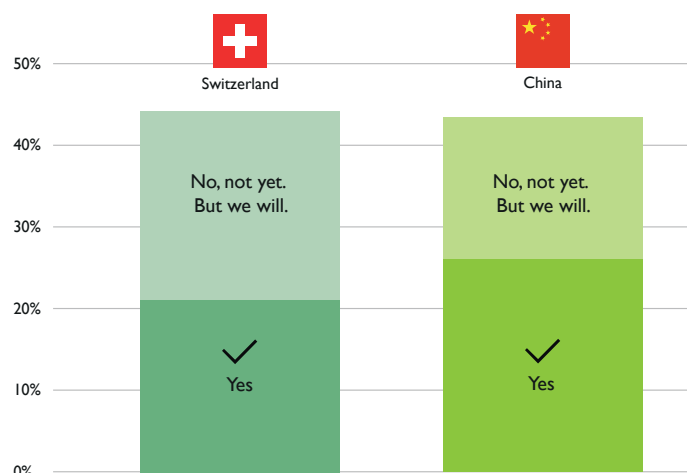 50%
Switzerland
China
40%
No, not yet.
But we will.
No, not yet.
But we will.
30%
20%
Yes
Yes
10%
0%